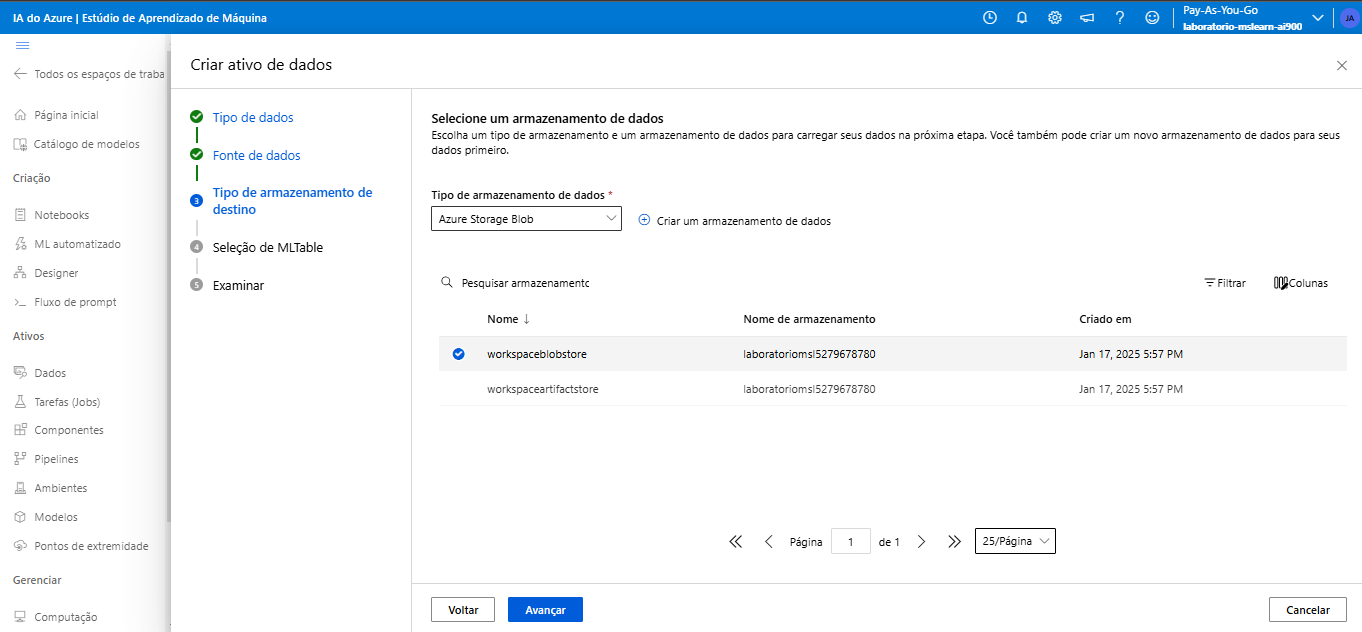 IA do Azure | Estúdio de Aprendizado de Máquina
Pay-As-You-Go
laboratorio-mslearn-ai900
JA
Todos os espaços de traba
Página inicial
Catálogo de modelos
Criação
Notebooks
ML automatizado
Designer
Fluxo de prompt
Ativos
Dados
Tarefas (Jobs)
Componentes
Pipelines
Ambientes
Modelos
Pontos de extremidade
Gerenciar
Computação
Criar ativo de dados
Tipo de dados
Fonte de dados
3 Tipo de armazenamento de
destino
4 Seleção de MLTable
5 Examinar
Selecione um armazenamento de dados
Escolha um tipo de armazenamento e um armazenamento de dados para carregar seus dados na próxima etapa. Você também pode criar um novo armazenamento de dados para seus
dados primeiro.
Tipo de armazenamento de dados *
Azure Storage Blob
Criar um armazenamento de dados
Pesquisar armazenamentc
Filtrar
Colunas
Nome ↓ Nome de armazenamento Criado em
workspaceblobstore laboratoriomsl5279678780 Jan 17, 2025 5:57 PM
workspaceartifactstore laboratoriomsl5279678780 Jan 17, 2025 5:57 PM
Página 1 de 1 25/Página
Voltar Avançar Cancelar